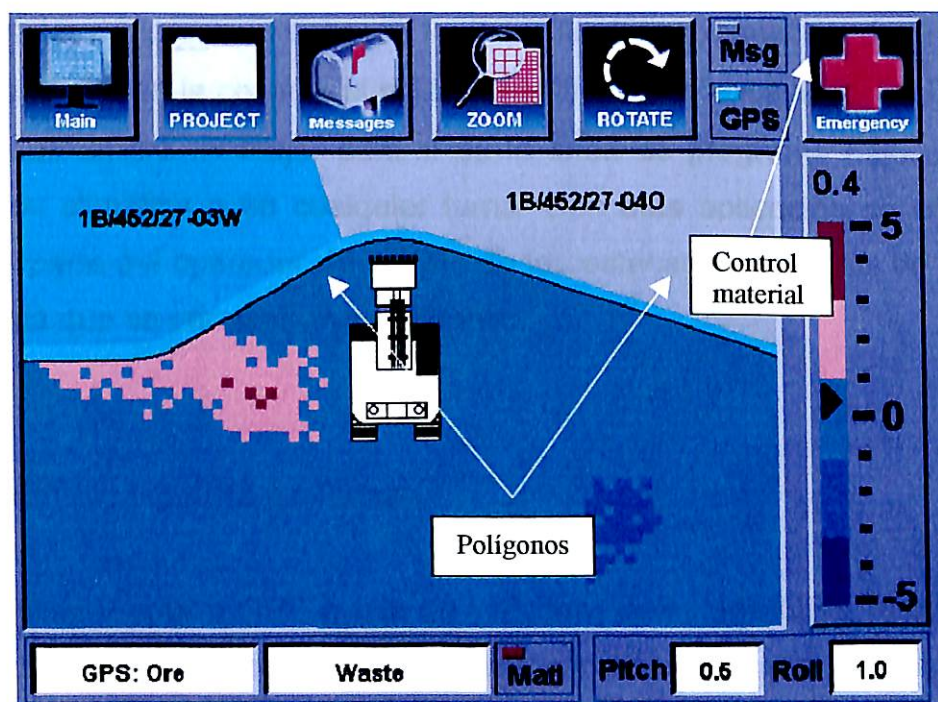 Main
PROJECT
Messages
ZOOM
ROTATE
Msg
GPS
Emergency
1B/452/27-03W
1B/452/27-04O
0.4
5
0
-5
Control
material
Polígonos
GPS: Ore
Waste
Matl
Pitch
0.5
Roll
1.0